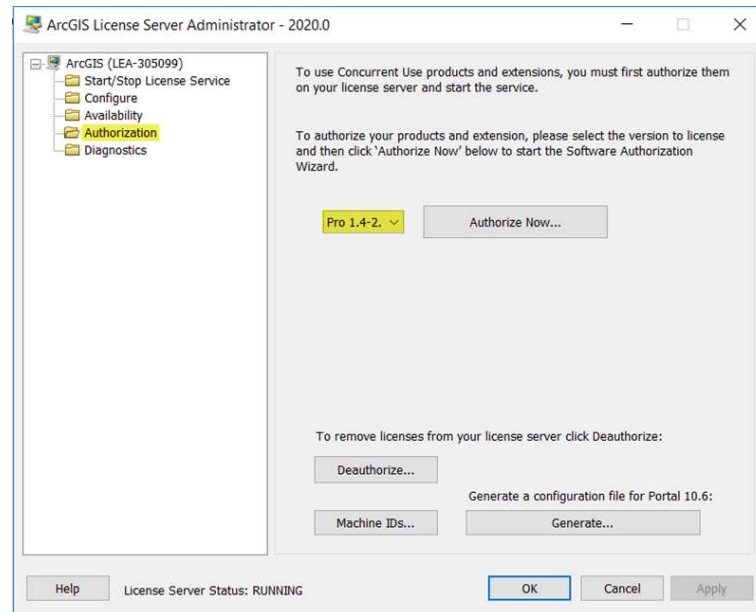 ArcGIS License Server Administrator - 2020.0
ArcGIS (LEA-305099)
Start/Stop License Service
Configure
Availability
Authorization
Diagnostics
To use Concurrent Use products and extensions, you must first authorize them
on your license server and start the service.
To authorize your products and extension, please select the version to license
and then click 'Authorize Now' below to start the Software Authorization
Wizard.
Pro 1.4-2.
Authorize Now...
To remove licenses from your license server click Deauthorize:
Deauthorize...
Generate a configuration file for Portal 10.6:
Machine IDs...
Generate...
Help
License Server Status: RUNNING
OK
Cancel
Apply